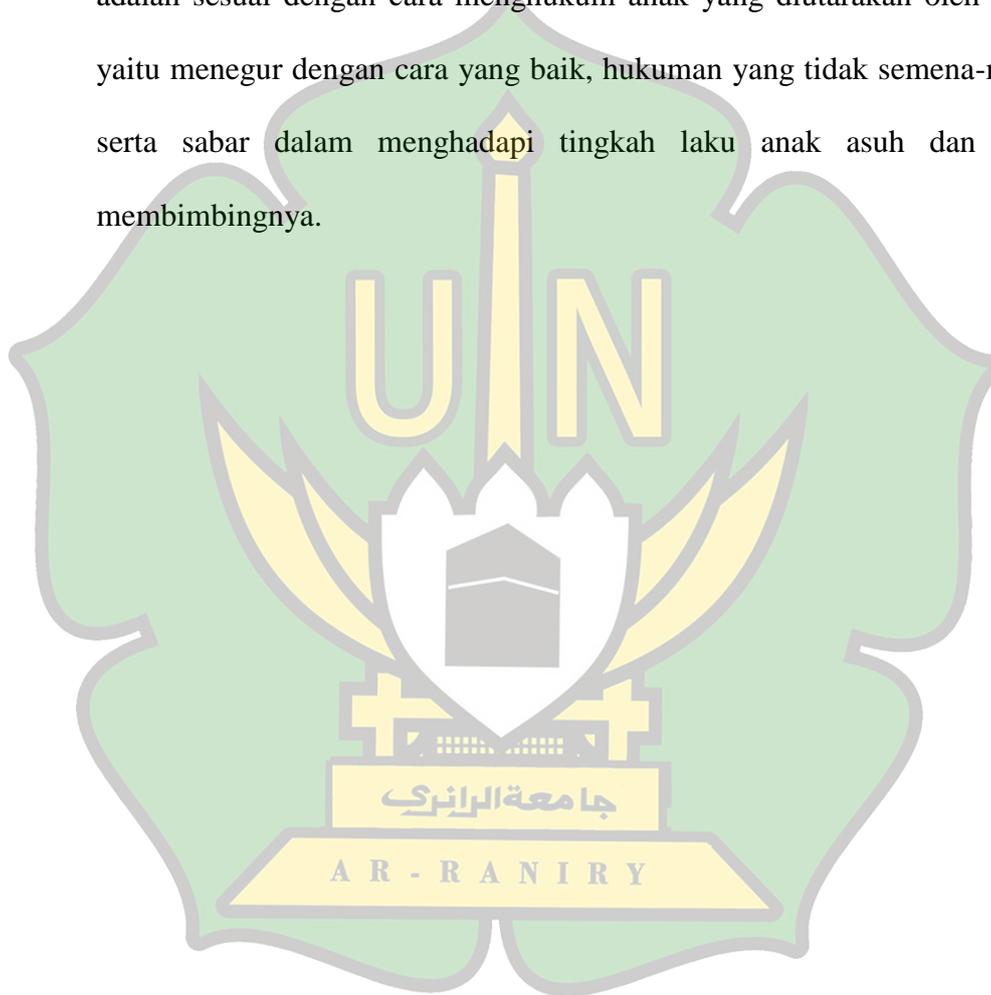 adalah sesuai dengan cara menghukum anak yang diutarakan oleh
yaitu menegur dengan cara yang baik, hukuman yang tidak semena-
serta sabar dalam menghadapi tingkah laku anak asuh dan
membimbingnya.
UIN
جامعةالرانري
AR-RANIRY